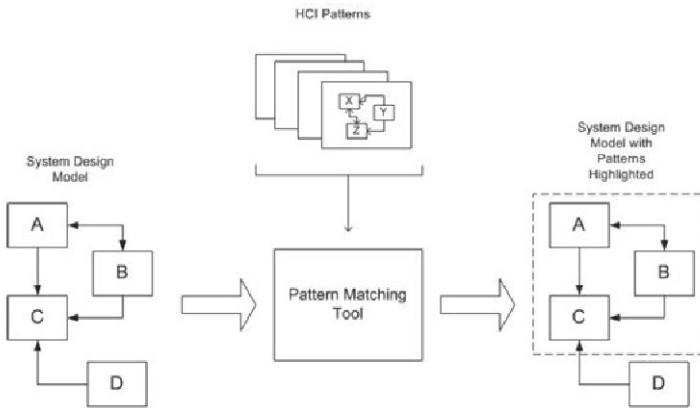 HCI Patterns
X
Y
Z
System Design
Model
A
B
C
D
Pattern Matching
Tool
System Design
Model with
Patterns
Highlighted
A
B
C
D